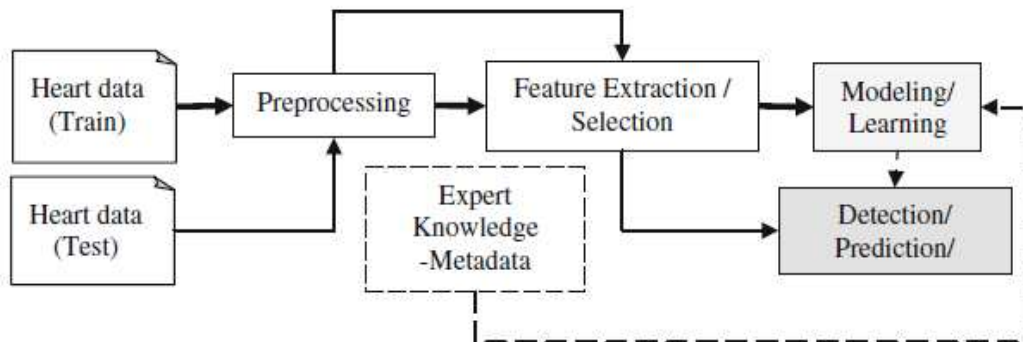 Heart data
(Train)
Preprocessing
Feature Extraction /
Selection
Modeling/
Learning
Heart data
(Test)
Expert
Knowledge
-Metadata
Detection/
Prediction/